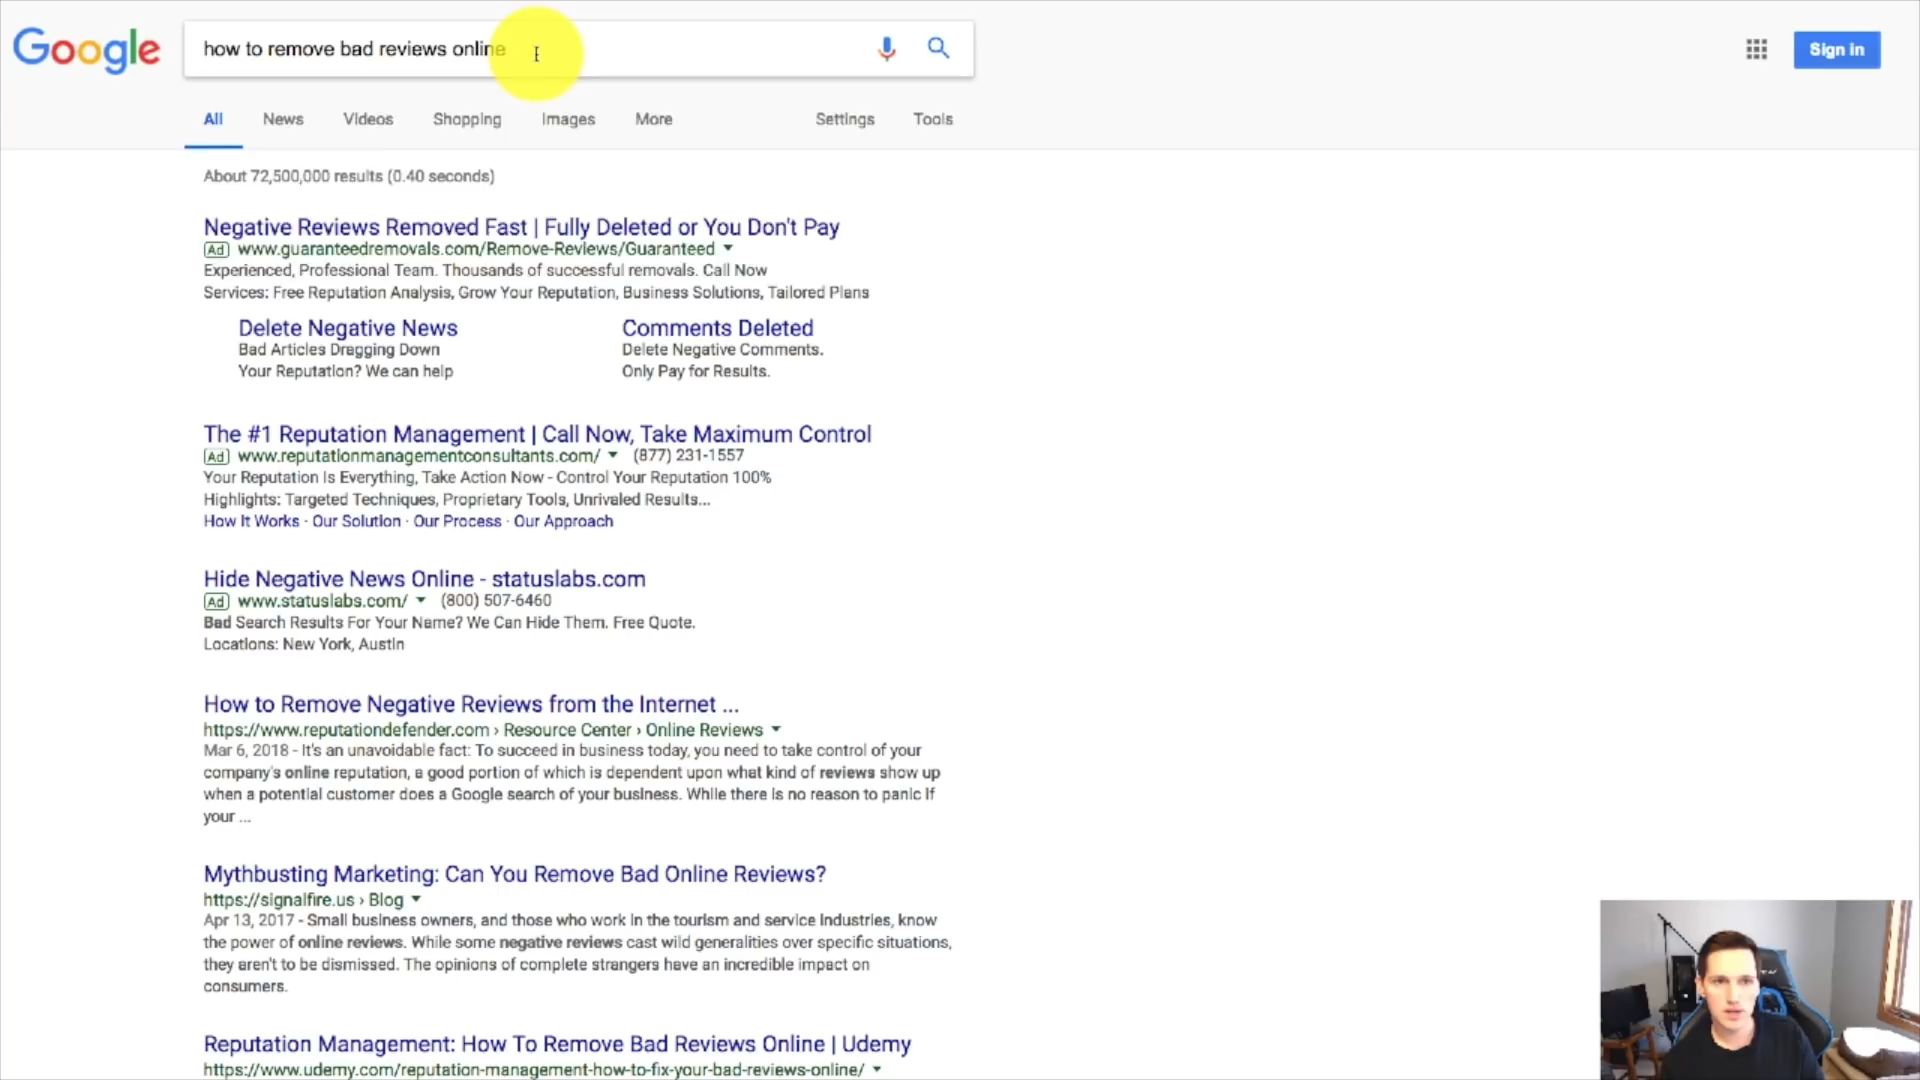 Google
how to remove bad reviews online
Sign in
All News Videos Shopping Images More Settings Tools
About 72,500,000 results (0.40 seconds)
Negative Reviews Removed Fast | Fully Deleted or You Don't Pay
Ad www.guaranteedremovals.com/Remove-Reviews/Guaranteed
Experienced, Professional Team. Thousands of successful removals. Call Now
Services: Free Reputation Analysis, Grow Your Reputation, Business Solutions, Tailored Plans
Delete Negative News
Bad Articles Dragging Down
Your Reputation? We can help
Comments Deleted
Delete Negative Comments.
Only Pay for Results.
The #1 Reputation Management | Call Now, Take Maximum Control
Ad www.reputationmanagementconsultants.com/ (877) 231-1557
Your Reputation Is Everything, Take Action Now - Control Your Reputation 100%
Highlights: Targeted Techniques, Proprietary Tools, Unrivaled Results...
How It Works · Our Solution · Our Process · Our Approach
Hide Negative News Online - statuslabs.com
Ad www.statuslabs.com/ (800) 507-6460
Bad Search Results For Your Name? We Can Hide Them. Free Quote.
Locations: New York, Austin
How to Remove Negative Reviews from the Internet ...
https://www.reputationdefender.com › Resource Center › Online Reviews
Mar 6, 2018 - It's an unavoidable fact: To succeed in business today, you need to take control of your
company's online reputation, a good portion of which is dependent upon what kind of reviews show up
when a potential customer does a Google search of your business. While there is no reason to panic if
your ...
Mythbusting Marketing: Can You Remove Bad Online Reviews?
https://signalfire.us › Blog
Apr 13, 2017 - Small business owners, and those who work in the tourism and service industries, know
the power of online reviews. While some negative reviews cast wild generalities over specific situations,
they aren't to be dismissed. The opinions of complete strangers have an incredible impact on
consumers.
Reputation Management: How To Remove Bad Reviews Online | Udemy
https://www.udemy.com/reputation-management-how-to-fix-your-bad-reviews-online/